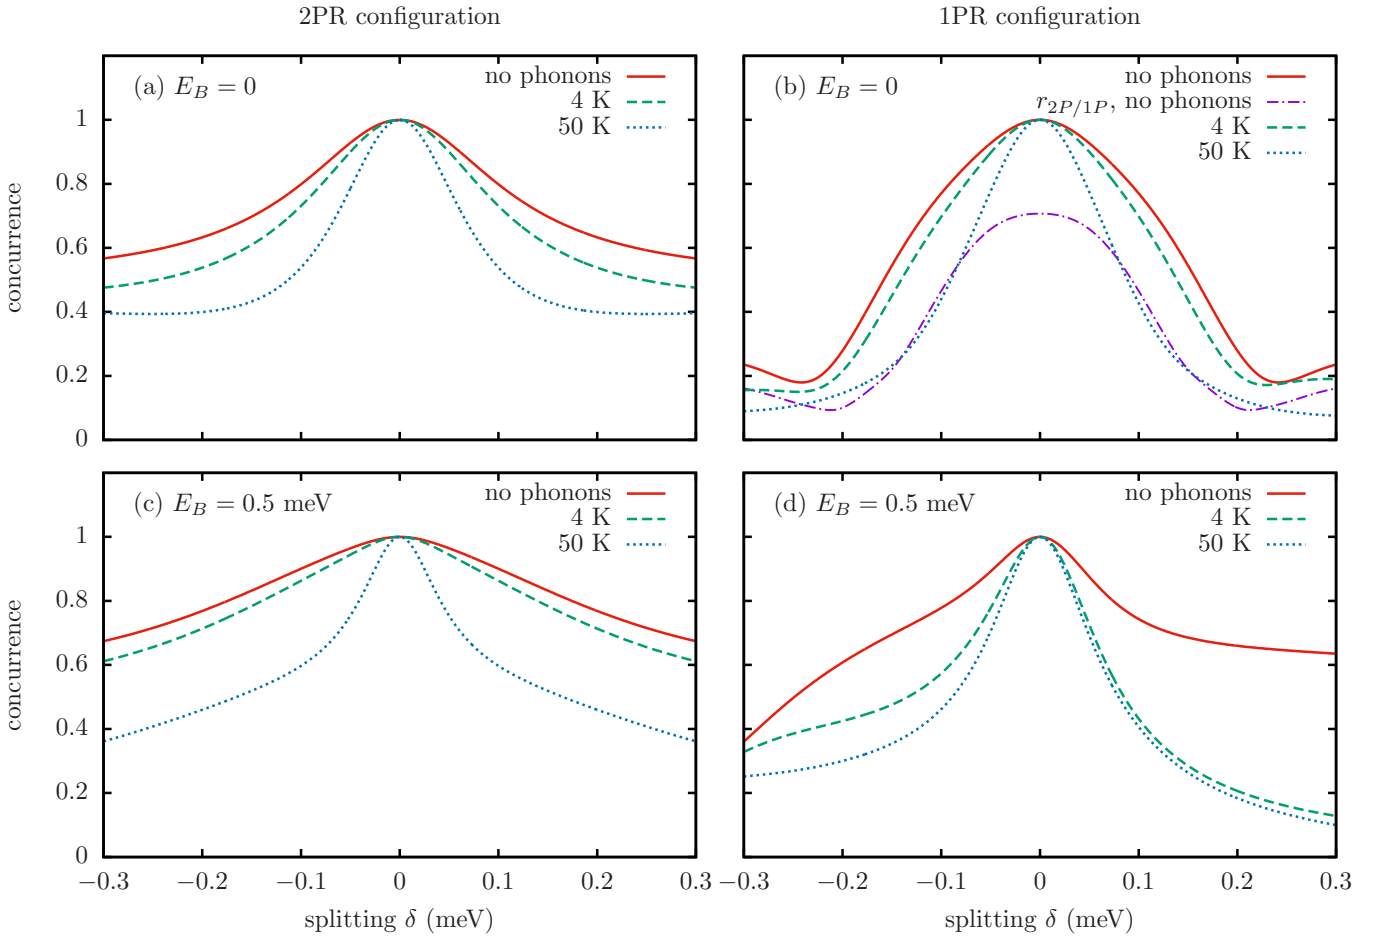 2PR configuration
1PR configuration
(a) E_B = 0
no phonons
4 K
50 K
(b) E_B = 0
no phonons
r_{2P/1P}, no phonons
4 K
50 K
concurrence
1
0.8
0.6
0.4
0.2
0
(c) E_B = 0.5 meV
no phonons
4 K
50 K
(d) E_B = 0.5 meV
no phonons
4 K
50 K
concurrence
1
0.8
0.6
0.4
0.2
0
−0.3 −0.2 −0.1 0 0.1 0.2 0.3
−0.3 −0.2 −0.1 0 0.1 0.2 0.3
splitting δ (meV)
splitting δ (meV)